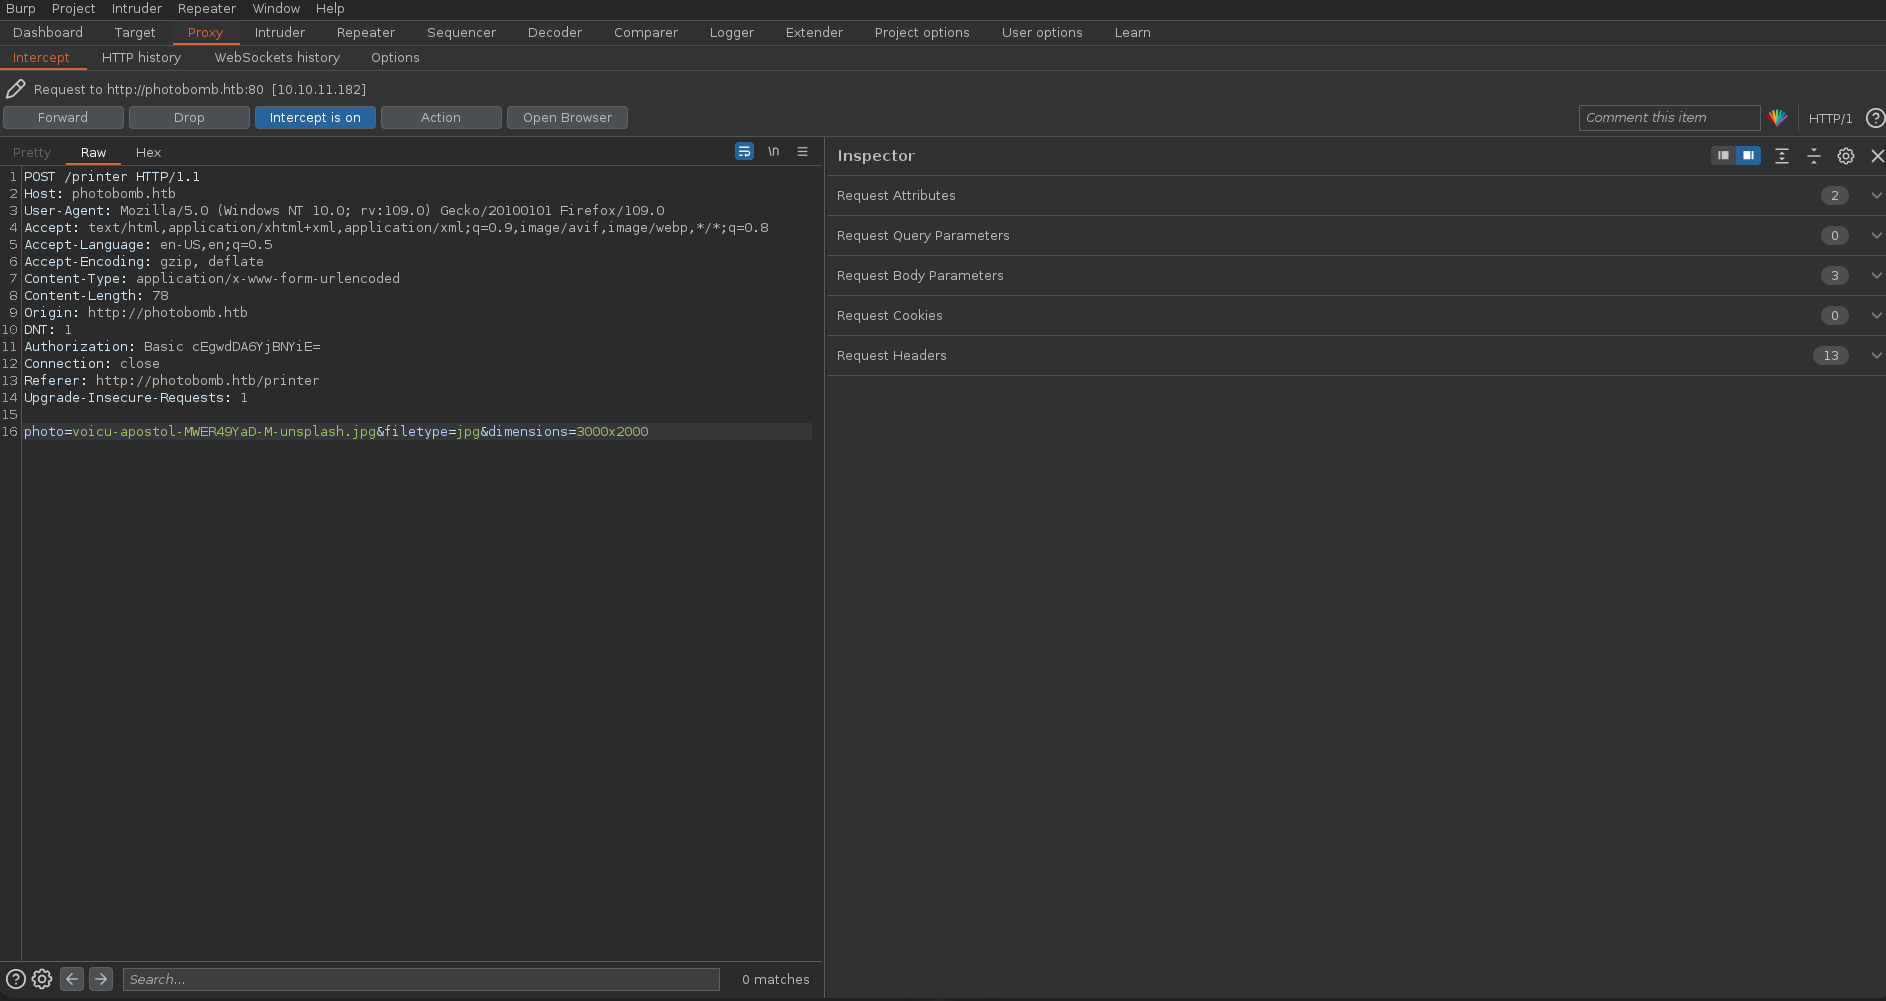 Burp Project Intruder Repeater Window Help
Dashboard Target Proxy Intruder Repeater Sequencer Decoder Comparer Logger Extender Project options User options Learn
Intercept HTTP history WebSockets history Options
Request to http://photobomb.htb:80 [10.10.11.182]
Forward Drop Intercept is on Action Open Browser Comment this item HTTP/1 ?
Pretty Raw Hex \n
Inspector
1 POST /printer HTTP/1.1
2 Host: photobomb.htb
3 User-Agent: Mozilla/5.0 (Windows NT 10.0; rv:109.0) Gecko/20100101 Firefox/109.0
4 Accept: text/html,application/xhtml+xml,application/xml;q=0.9,image/avif,image/webp,*/*;q=0.8
5 Accept-Language: en-US,en;q=0.5
6 Accept-Encoding: gzip, deflate
7 Content-Type: application/x-www-form-urlencoded
8 Content-Length: 78
9 Origin: http://photobomb.htb
10 DNT: 1
11 Authorization: Basic cEgwdDA6YjBNYiE=
12 Connection: close
13 Referer: http://photobomb.htb/printer
14 Upgrade-Insecure-Requests: 1
15
16 photo=voicu-apostol-MWER49YaD-M-unsplash.jpg&filetype=jpg&dimensions=3000x2000
Request Attributes 2
Request Query Parameters 0
Request Body Parameters 3
Request Cookies 0
Request Headers 13
? Search... 0 matches